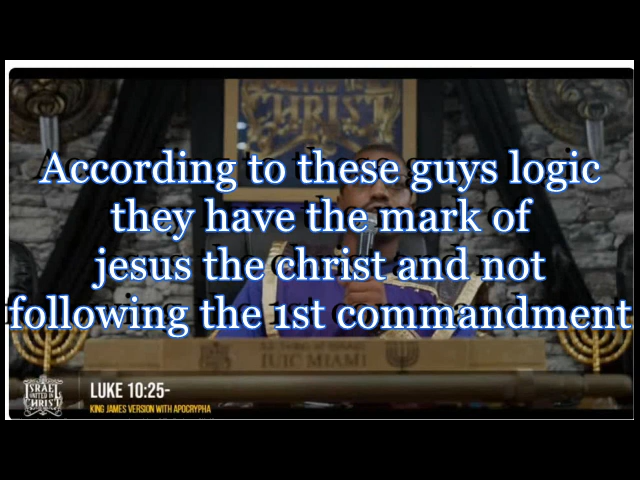 CHRIST
According to these guys logic
they have the mark of
jesus the christ and not
following the 1st commandment
IUIC MIAMI
ISRAEL
UNITED IN
CHRIST
LUKE 10:25-
KING JAMES VERSION WITH APOCRYPHA